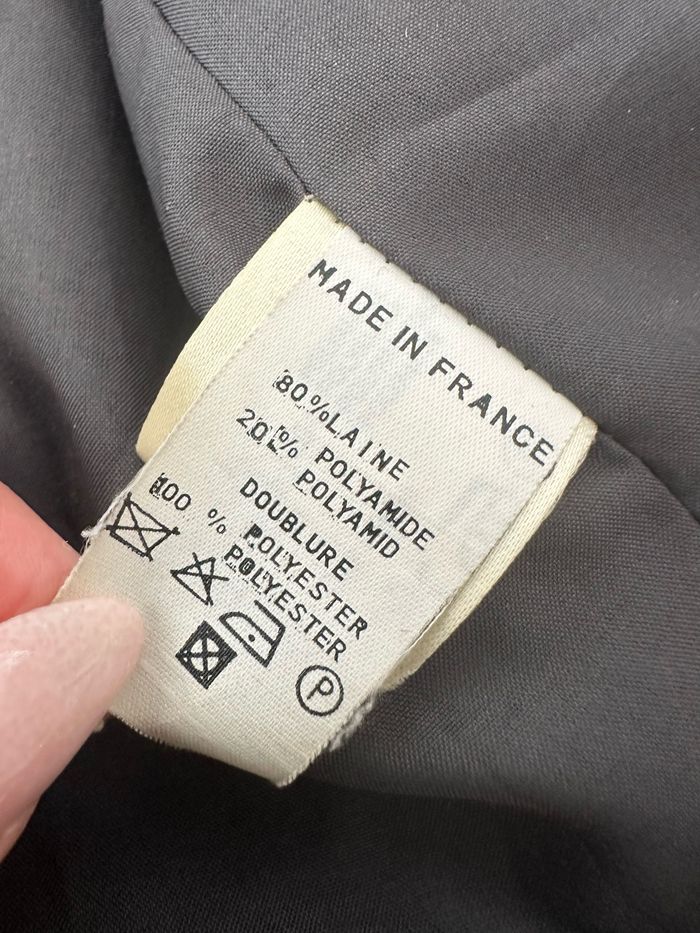 MADE IN FRANCE
80%LAINE
20% POLYAMIDE
POLYAMID
DOUBLURE
100 % POLYESTER
POLYESTER
P